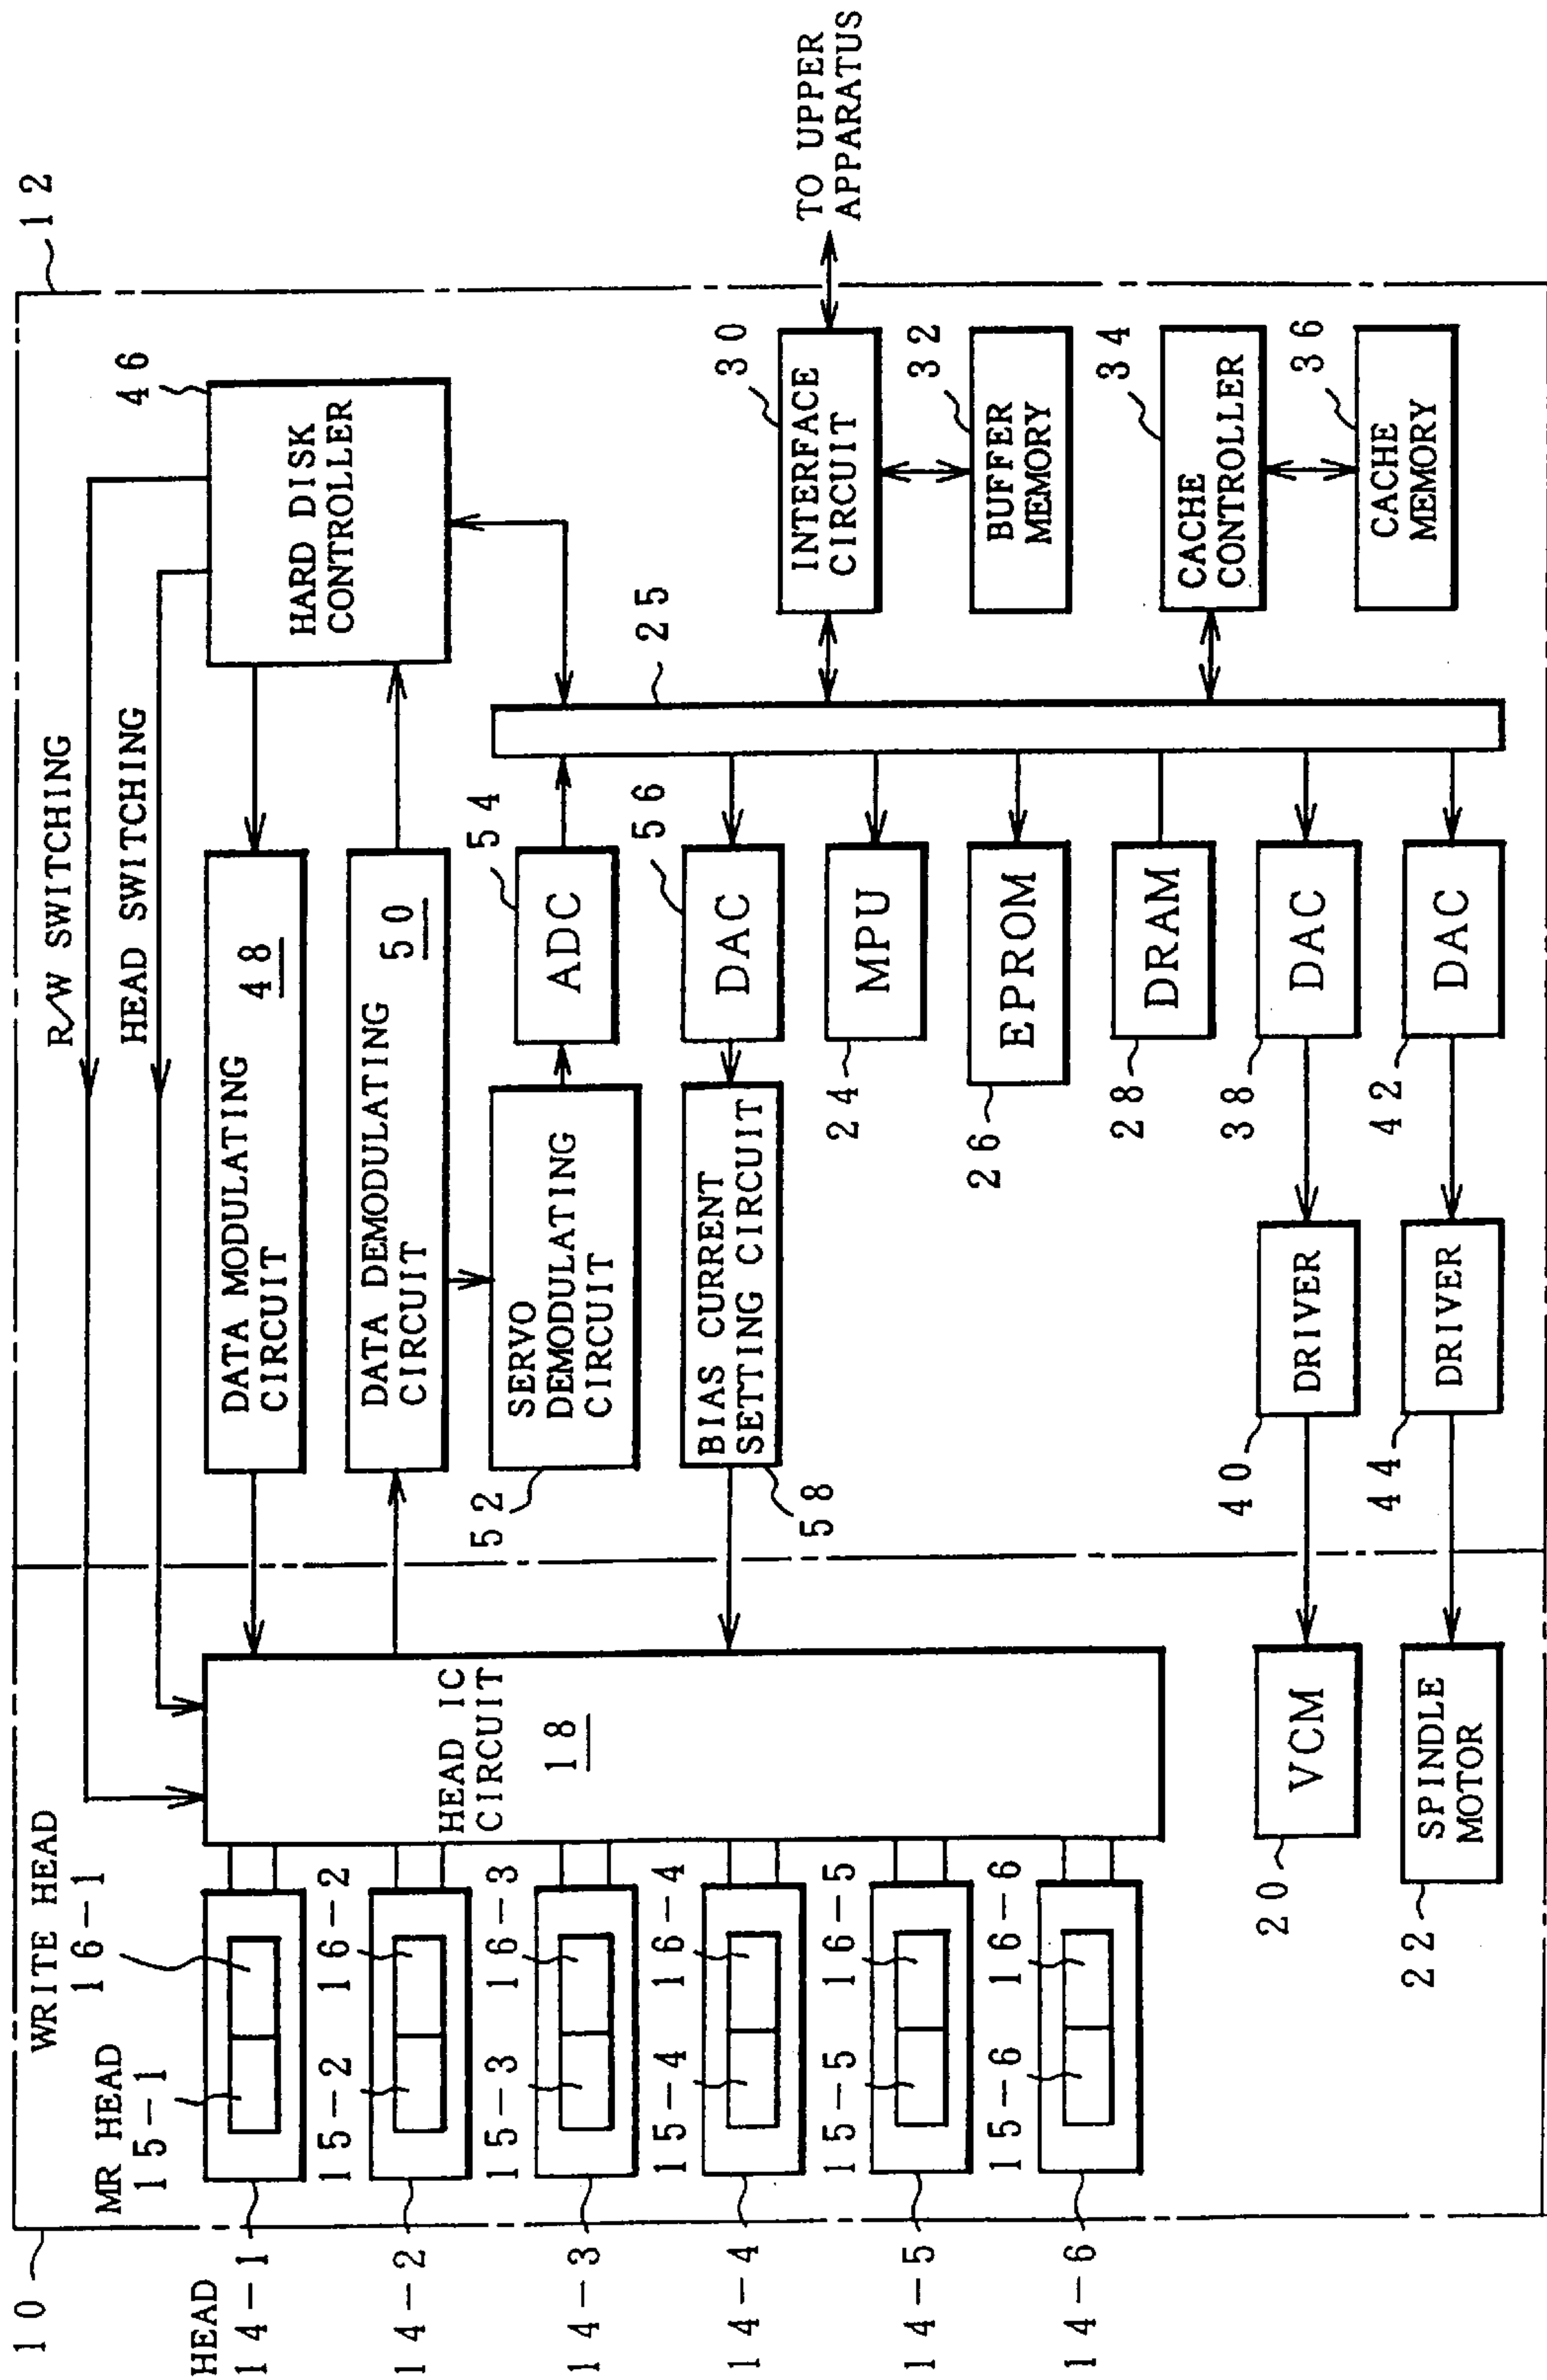 10
12
R/W SWITCHING
HEAD SWITCHING
46
HARD DISK
CONTROLLER
DATA MODULATING
CIRCUIT
48
DATA DEMODULATING
CIRCUIT
50
SERVO
DEMODULATING
CIRCUIT
52
ADC
54
25
BIAS CURRENT
SETTING CIRCUIT
58
DAC
56
MPU
24
EPROM
26
DRAM
28
DAC
38
DAC
42
DRIVER
40
DRIVER
44
VCM
20
SPINDLE
MOTOR
22
INTERFACE
CIRCUIT
30
TO UPPER
APPARATUS
BUFFER
MEMORY
32
CACHE
CONTROLLER
34
CACHE
MEMORY
36
HEAD IC
CIRCUIT
18
WRITE HEAD
16-1
MR HEAD
15-1
HEAD
14-1
15-2
16-2
14-2
15-3
16-3
14-3
15-4
16-4
14-4
15-5
16-5
14-5
15-6
16-6
14-6